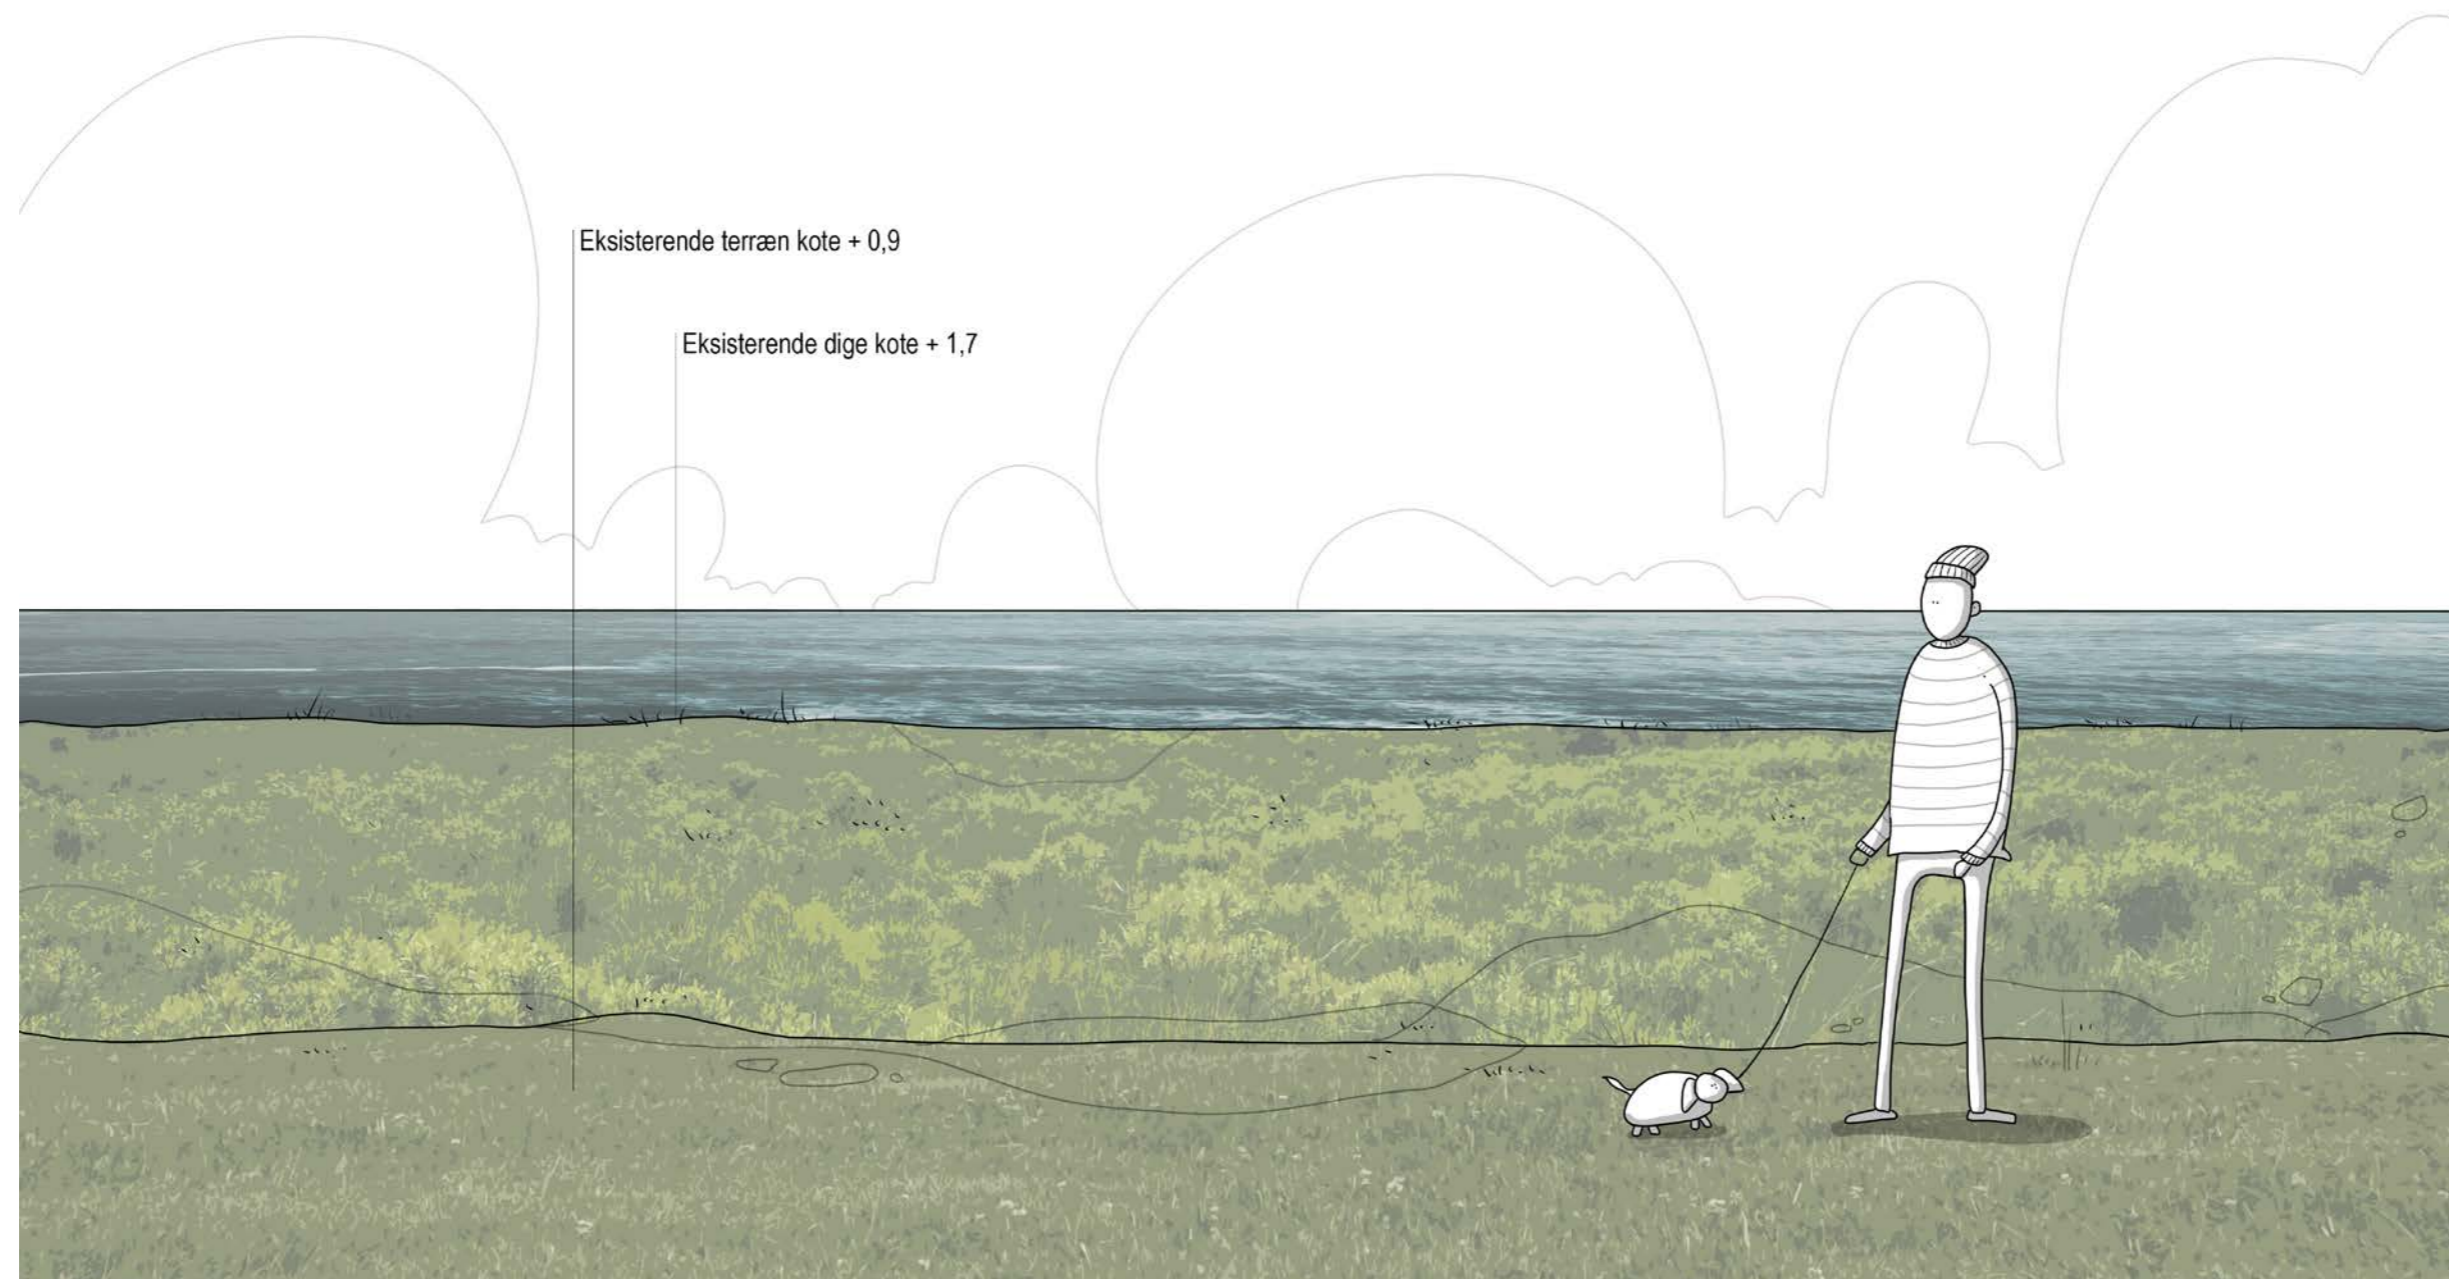 Eksisterende terræn kote + 0,9
Eksisterende dige kote + 1,7